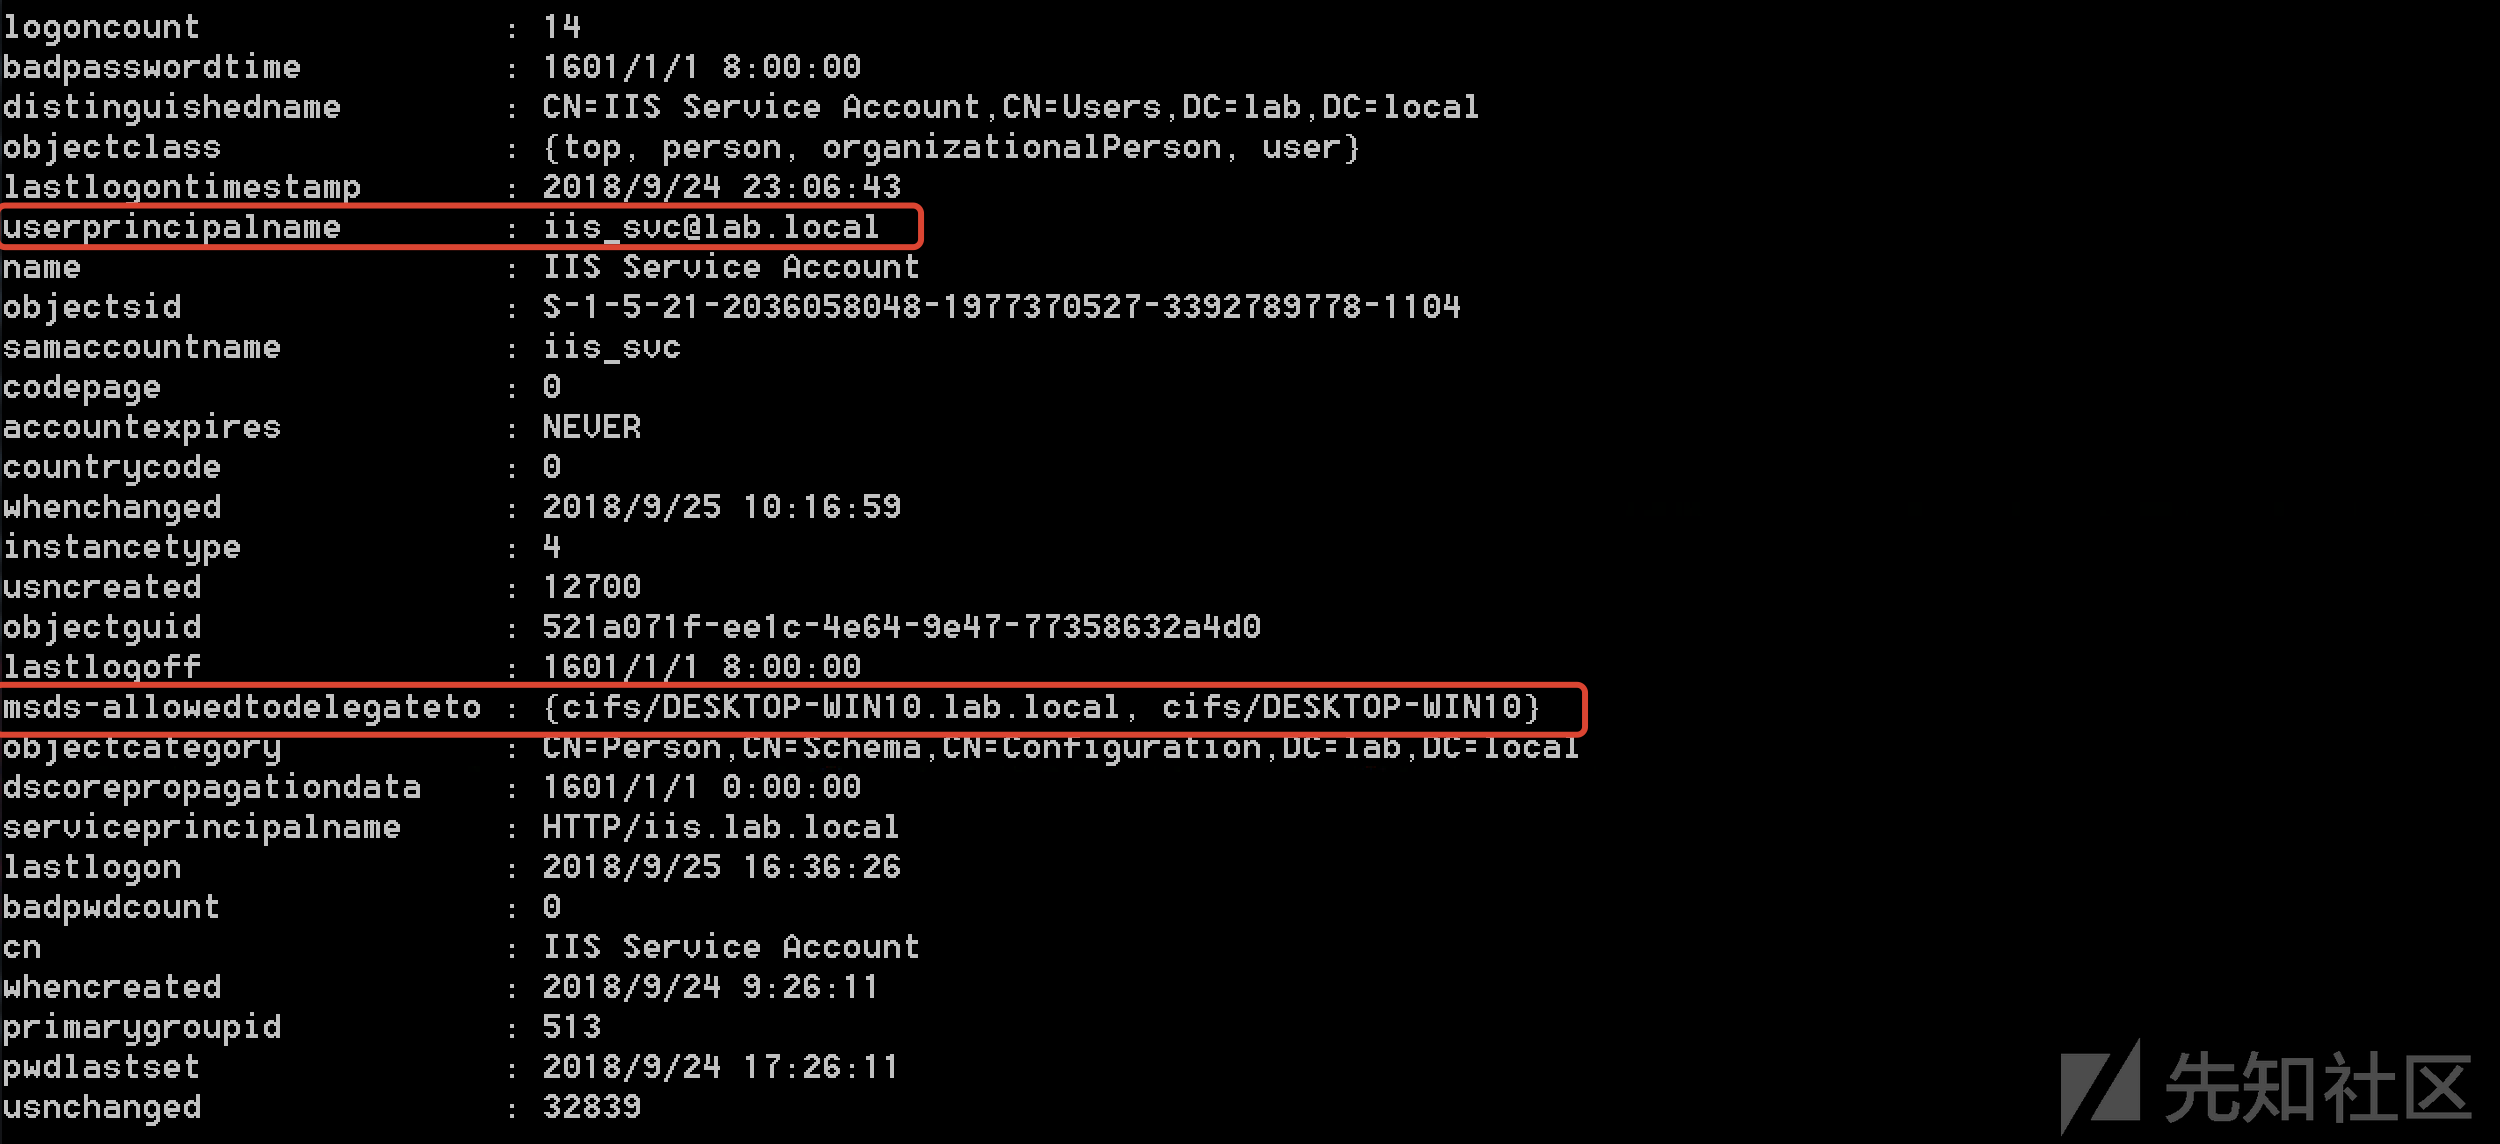 logoncount : 14
badpasswordtime : 1601/1/1 8:00:00
distinguishedname : CN=IIS Service Account,CN=Users,DC=lab,DC=local
objectclass : {top, person, organizationalPerson, user}
lastlogontimestamp : 2018/9/24 23:06:43
userprincipalname : iis_svc@lab.local
name : IIS Service Account
objectsid : S-1-5-21-2036058048-1977370527-3392789778-1104
samaccountname : iis_svc
codepage : 0
accountexpires : NEVER
countrycode : 0
whenchanged : 2018/9/25 10:16:59
instancetype : 4
usncreated : 12700
objectguid : 521a071f-ee1c-4e64-9e47-77358632a4d0
lastlogoff : 1601/1/1 8:00:00
msds-allowedtodelegateto : {cifs/DESKTOP-WIN10.lab.local, cifs/DESKTOP-WIN10}
objectcategory : CN=Person,CN=Schema,CN=Configuration,DC=lab,DC=local
dscorepropagationdata : 1601/1/1 0:00:00
serviceprincipalname : HTTP/iis.lab.local
lastlogon : 2018/9/25 16:36:26
badpwdcount : 0
cn : IIS Service Account
whencreated : 2018/9/24 9:26:11
primarygroupid : 513
pwdlastset : 2018/9/24 17:26:11
usnchanged : 32839
先知社区